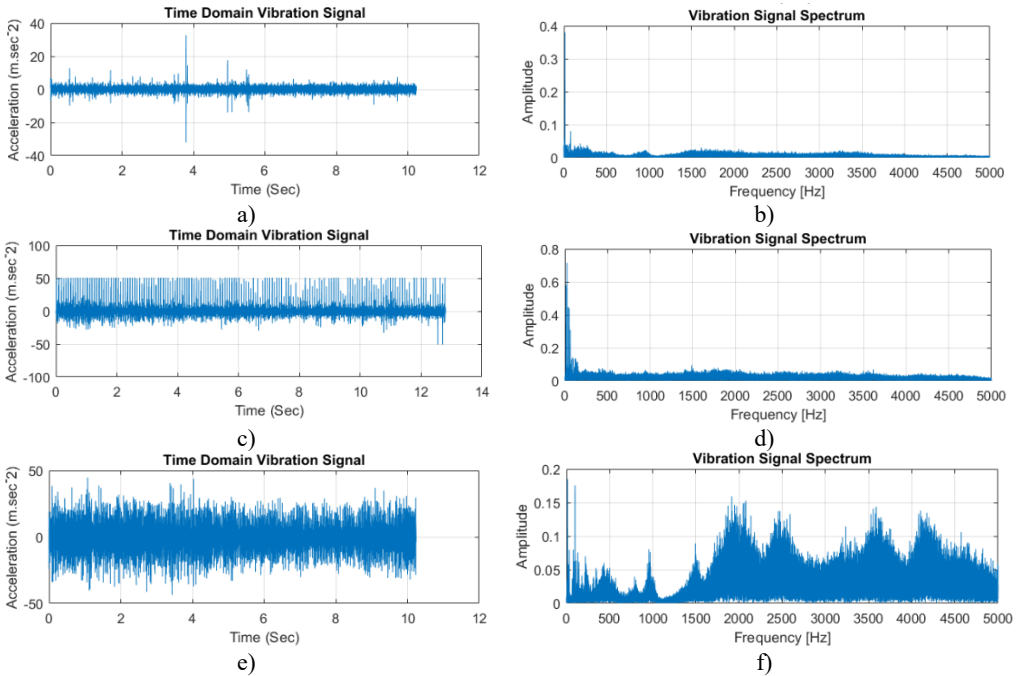 Time Domain Vibration Signal
Acceleration (m.sec^2)
40
20
0
-20
-40
0 2 4 6 8 10 12
Time (Sec)
a)
Vibration Signal Spectrum
Amplitude
0.4
0.3
0.2
0.1
0
0 500 1000 1500 2000 2500 3000 3500 4000 4500 5000
Frequency [Hz]
b)
Time Domain Vibration Signal
Acceleration (m.sec^2)
100
50
0
-50
-100
0 2 4 6 8 10 12 14
Time (Sec)
c)
Vibration Signal Spectrum
Amplitude
0.8
0.6
0.4
0.2
0
0 500 1000 1500 2000 2500 3000 3500 4000 4500 5000
Frequency [Hz]
d)
Time Domain Vibration Signal
Acceleration (m.sec^2)
50
0
-50
0 2 4 6 8 10 12
Time (Sec)
e)
Vibration Signal Spectrum
Amplitude
0.2
0.15
0.1
0.05
0
0 500 1000 1500 2000 2500 3000 3500 4000 4500 5000
Frequency [Hz]
f)